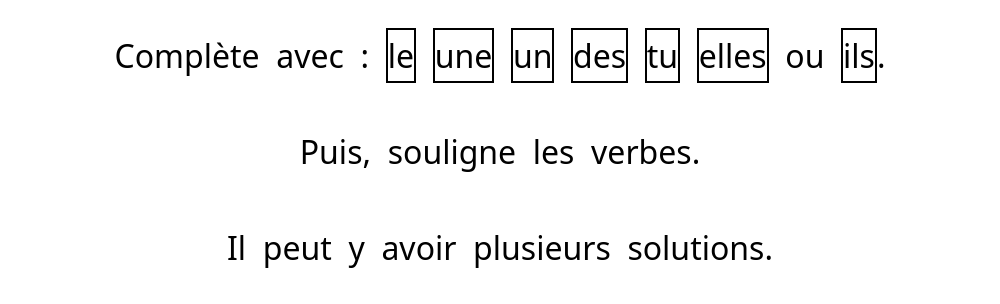 Complète avec : le une un des tu elles ou ils.
Puis, souligne les verbes.
Il peut y avoir plusieurs solutions.